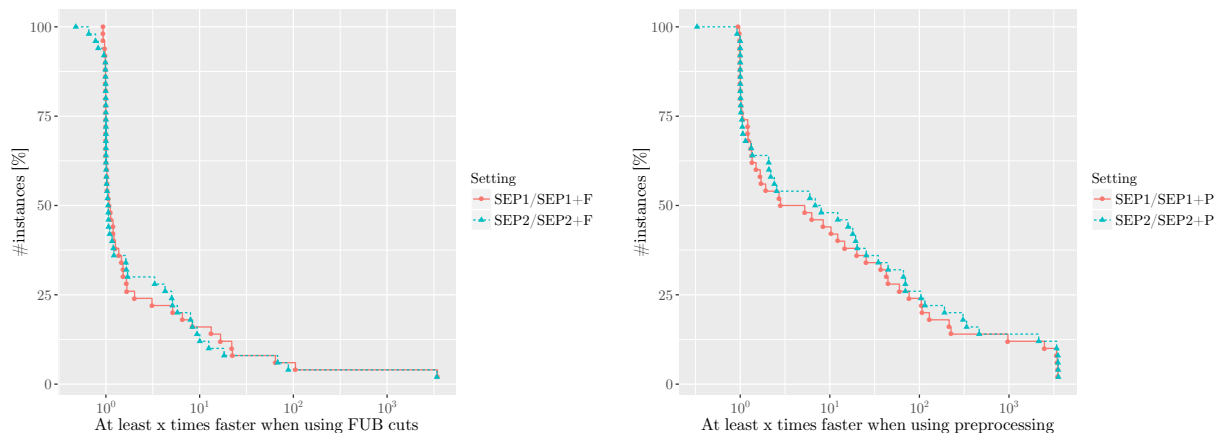 #instances [%]
100
75
50
25
0
10^0
10^1
10^2
10^3
At least x times faster when using FUB cuts
Setting
SEP1/SEP1+F
SEP2/SEP2+F
#instances [%]
100
75
50
25
0
10^0
10^1
10^2
10^3
At least x times faster when using preprocessing
Setting
SEP1/SEP1+P
SEP2/SEP2+P